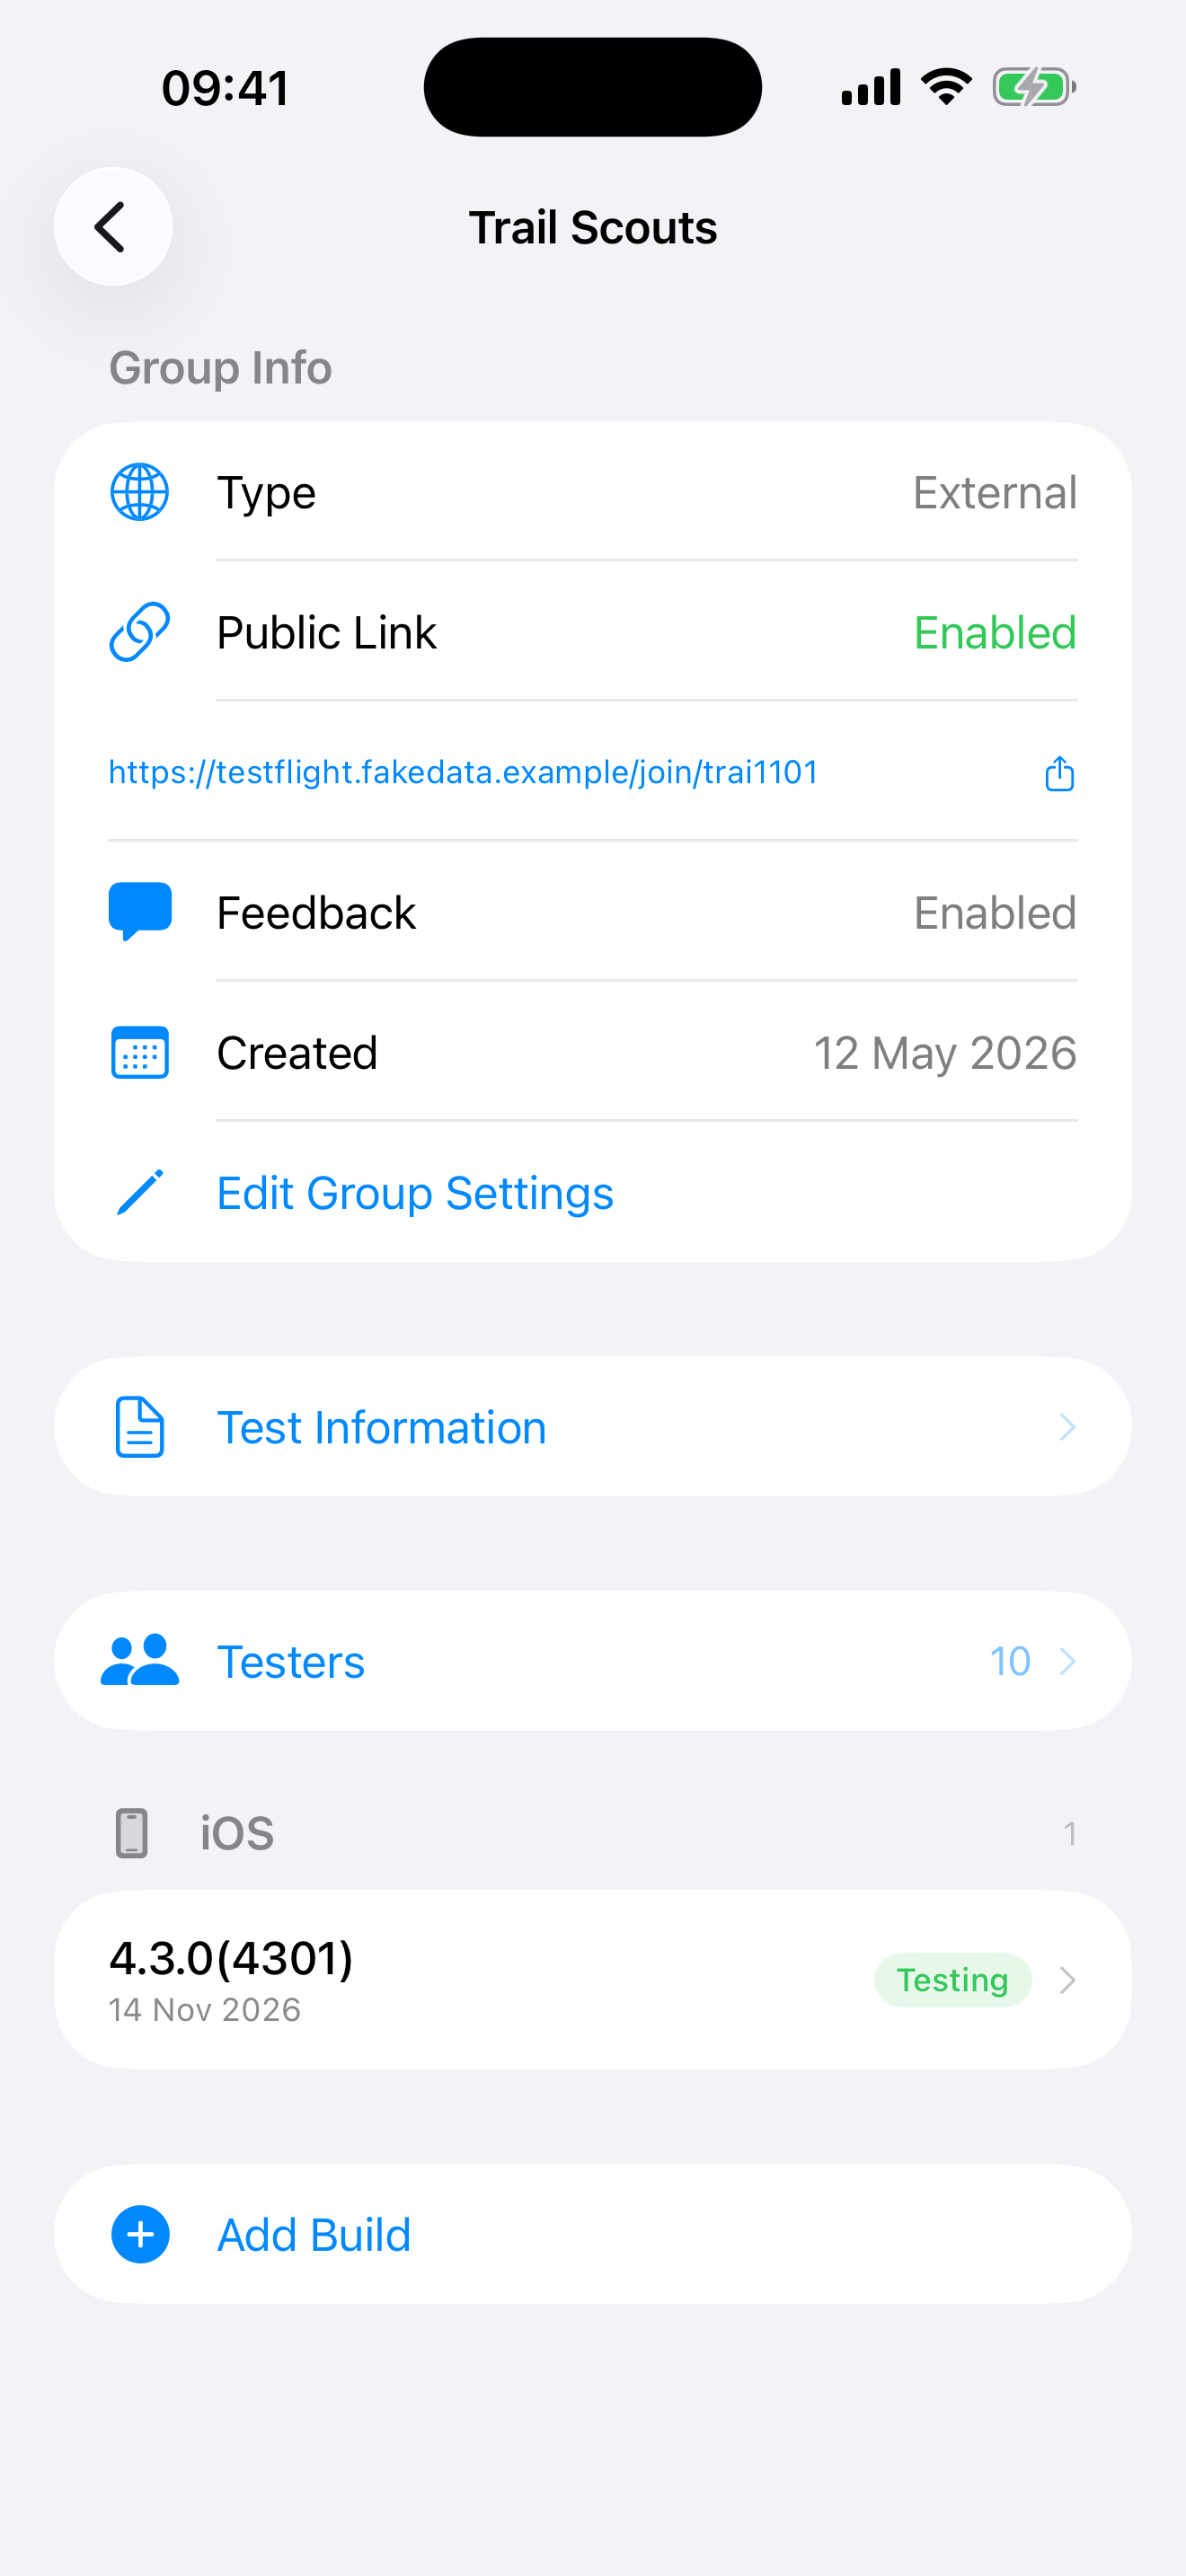 09:41
Trail Scouts
Group Info
Type External
Public Link Enabled
https://testflight.fakedata.example/join/trai1101
Feedback Enabled
Created 12 May 2026
Edit Group Settings
Test Information
Testers 10
iOS 1
4.3.0(4301)
14 Nov 2026
Testing
Add Build